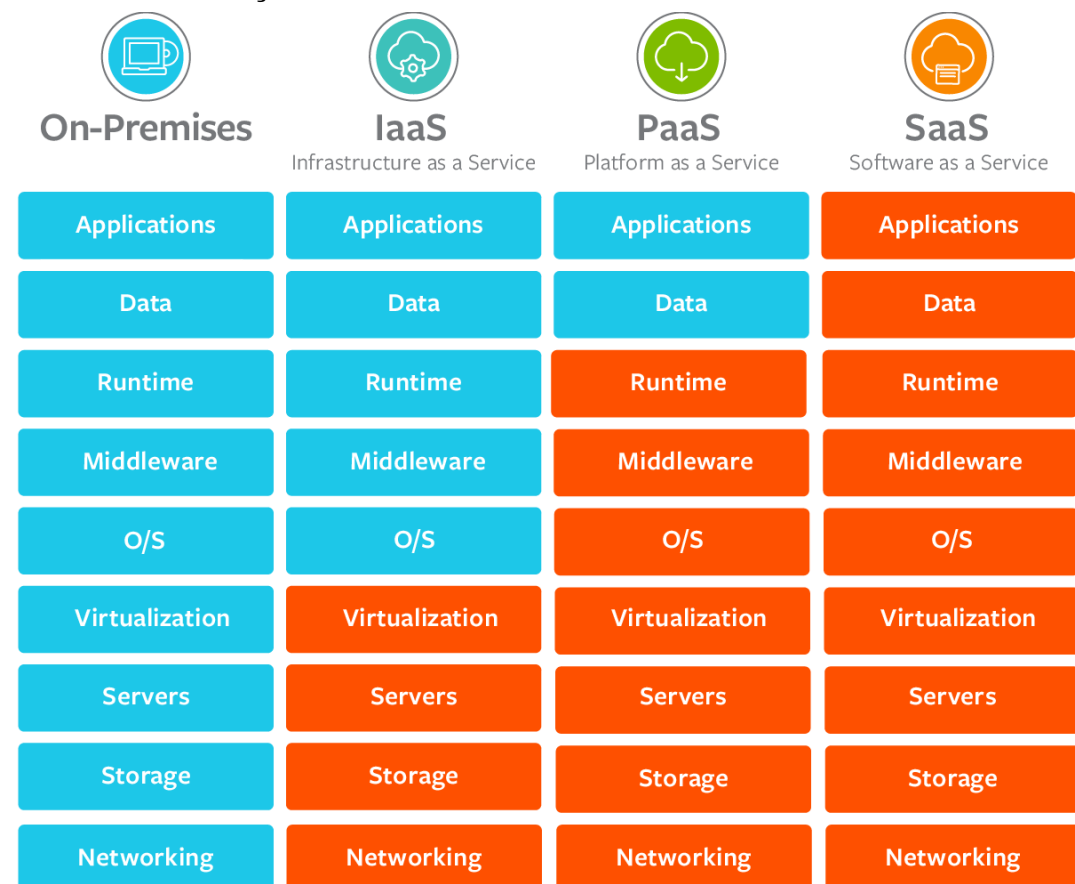 On-Premises
IaaS
Infrastructure as a Service
PaaS
Platform as a Service
SaaS
Software as a Service
Applications Applications Applications Applications
Data Data Data Data
Runtime Runtime Runtime Runtime
Middleware Middleware Middleware Middleware
O/S O/S O/S O/S
Virtualization Virtualization Virtualization Virtualization
Servers Servers Servers Servers
Storage Storage Storage Storage
Networking Networking Networking Networking